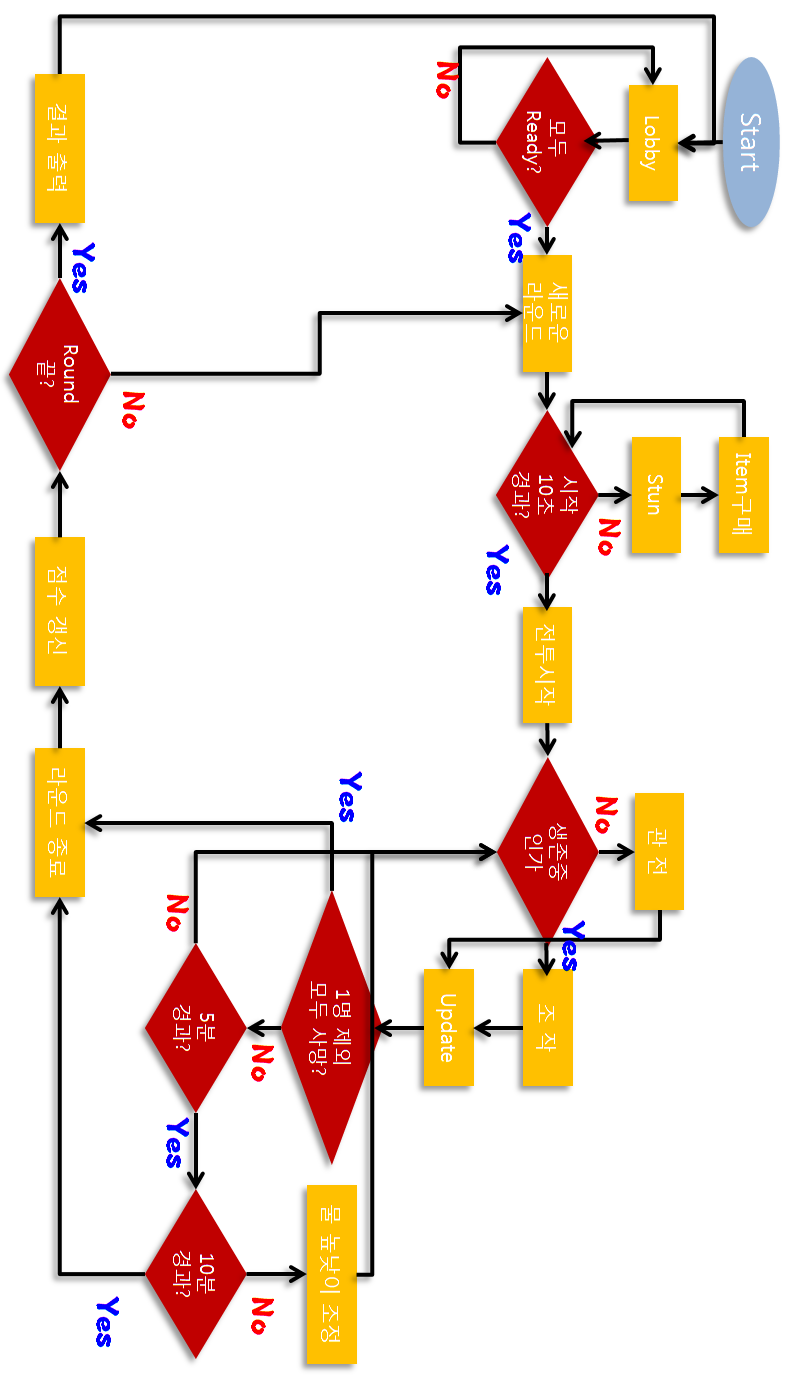 Start
Lobby
모두
Ready?
No
Yes
새로운
라운드
시작
10초
경과?
No
Stun
Item구매
Yes
전투시작
생존중
인가
No
관 전
Yes
조 작
Update
1명 제외
모두 사망?
Yes
No
5분
경과?
No
Yes
10분
경과?
No
물 높낮이 조정
Yes
라운드 종료
점수 갱신
Round
끝?
No
Yes
결과 출력